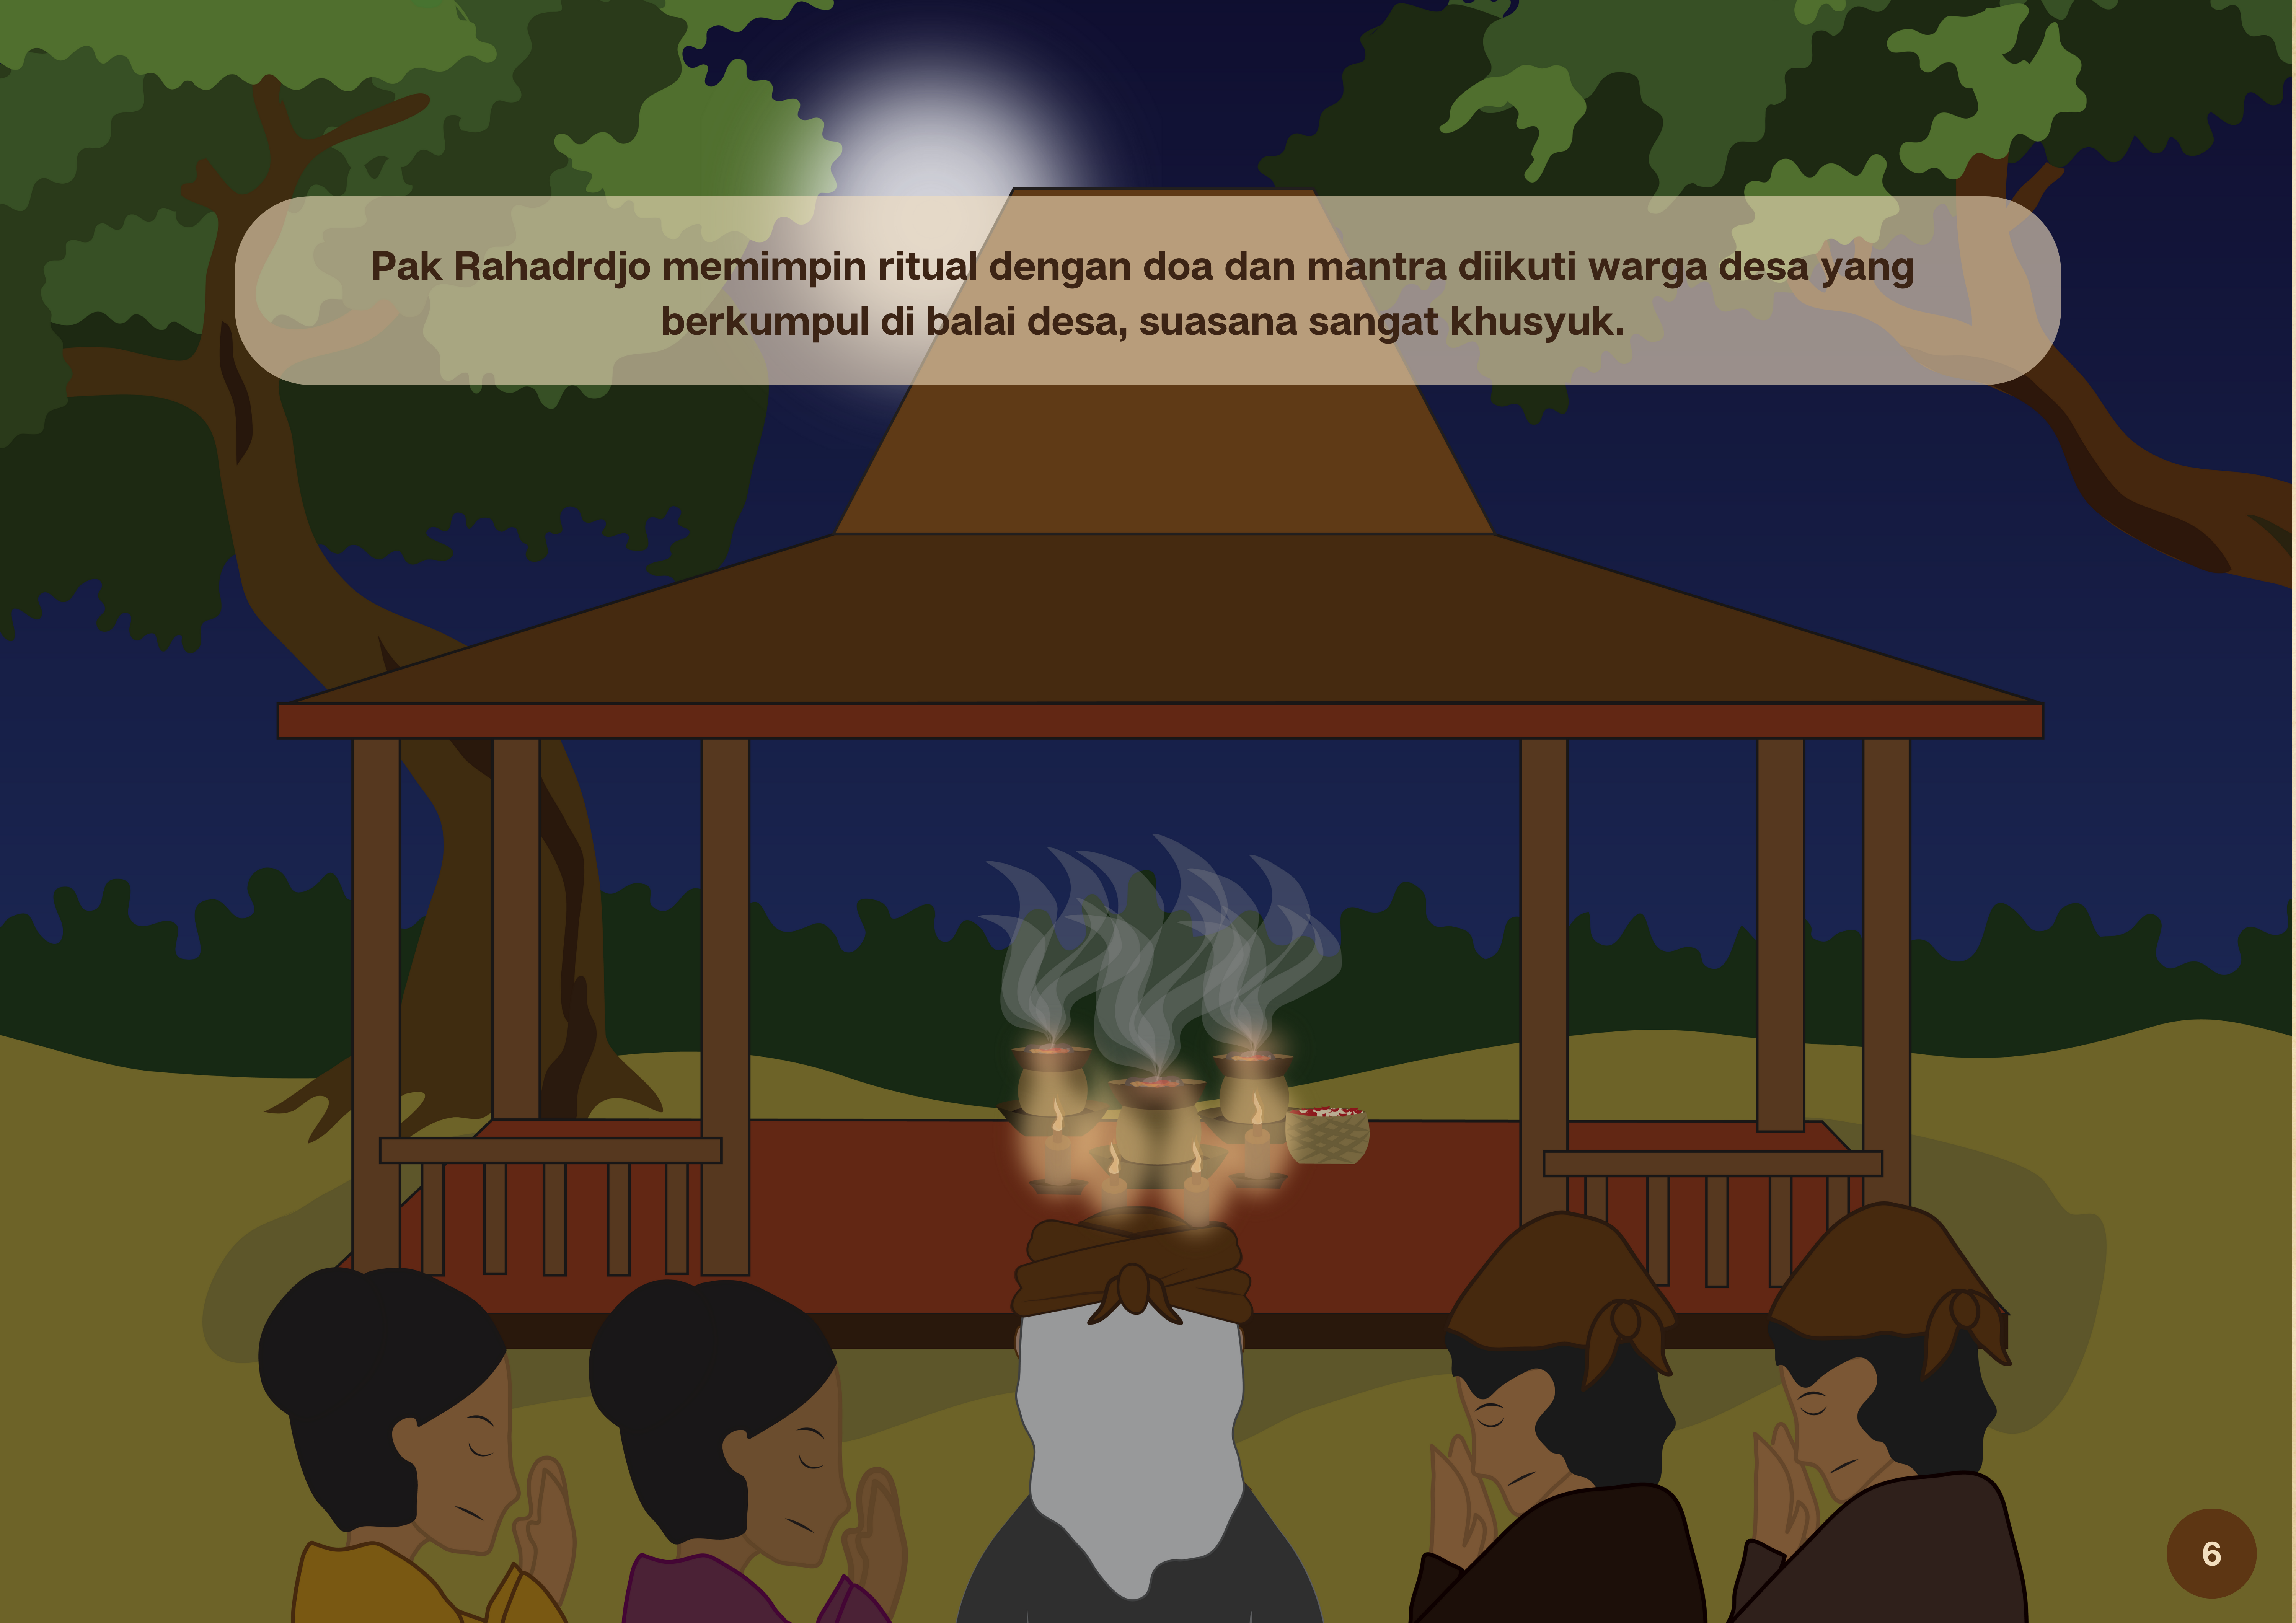 Pak Rahadrdjo memimpin ritual dengan doa dan mantra diikuti warga desa yang
berkumpul di balai desa, suasana sangat khusyuk.
6